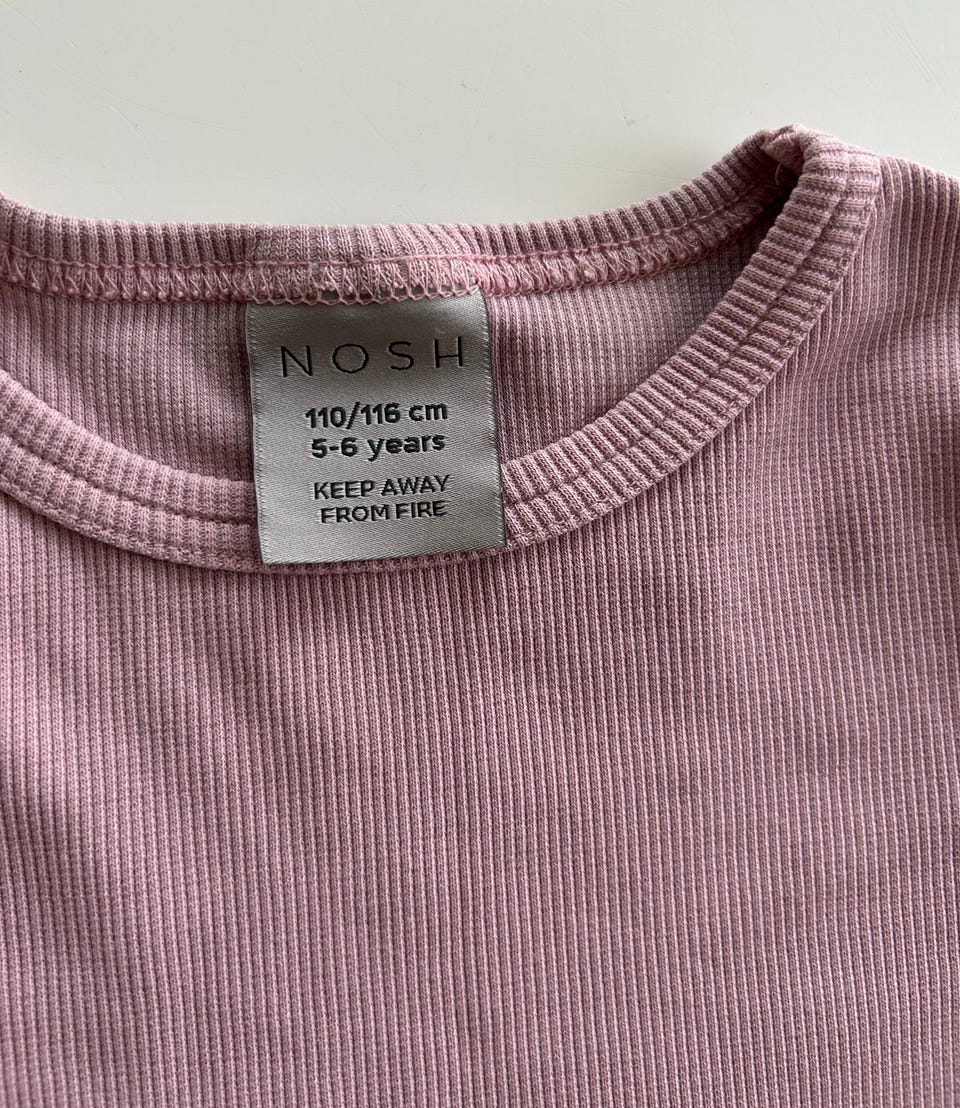 NOSH
110/116 cm
5-6 years
KEEP AWAY
FROM FIRE